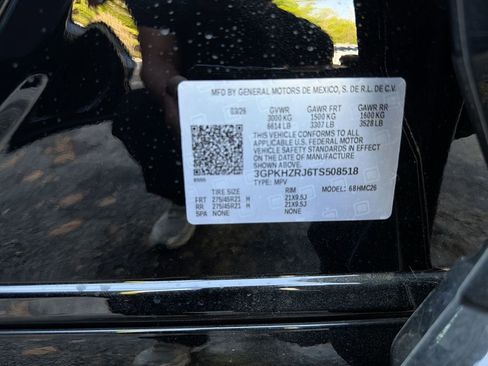 MFD BY GENERAL MOTORS DE MEXICO, S. DE R.L. DE C.V.
03/26 GVWR GAWR FRT GAWR RR
3000 KG 1500 KG 1600 KG
6614 LB 3307 LB 3528 LB
THIS VEHICLE CONFORMS TO ALL
APPLICABLE U.S. FEDERAL MOTOR
VEHICLE SAFETY STANDARDS IN EFFECT
ON THE DATE OF MANUFACTURE SHOWN ABOVE.
3GPKHZRJ6TS508518
TYPE: MPV
TIRE SIZE RIM MODEL: 68HMC26
FRT 275/45R21 H 21X9.5J
RR 275/45R21 H 21X9.5J
SPA NONE NONE